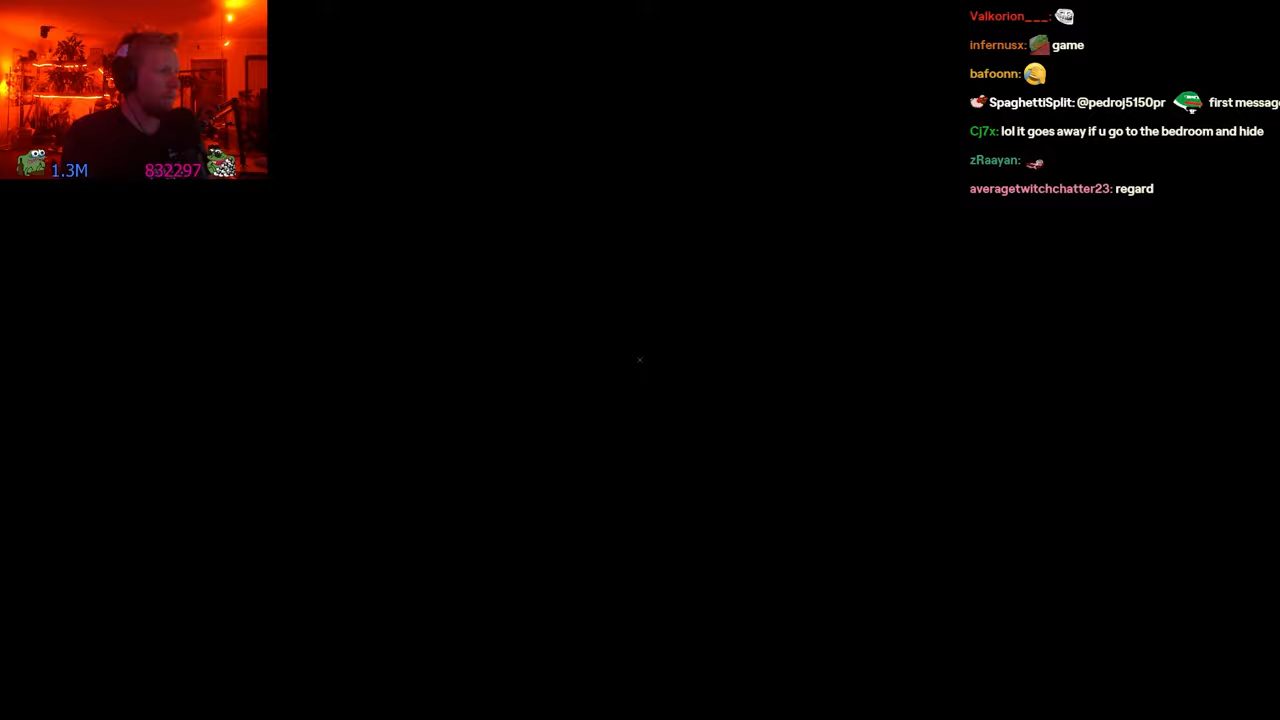 Valkorion___:
infernusx: game
bafoonn:
SpaghettiSplit: @pedroj5150pr first message
Cj7x: lol it goes away if u go to the bedroom and hide
zRaayan:
averagetwitchchatter23: regard
1.3M
832297